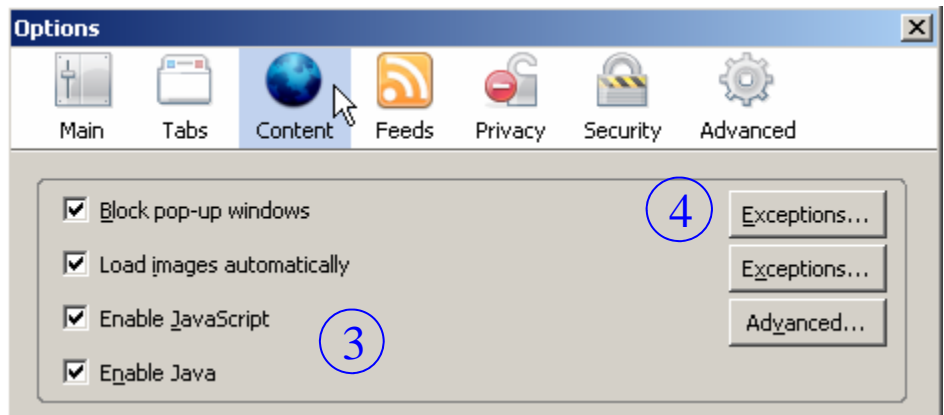 Options
Main Tabs Content Feeds Privacy Security Advanced
Block pop-up windows 4 Exceptions...
Load images automatically Exceptions...
Enable JavaScript 3 Advanced...
Enable Java